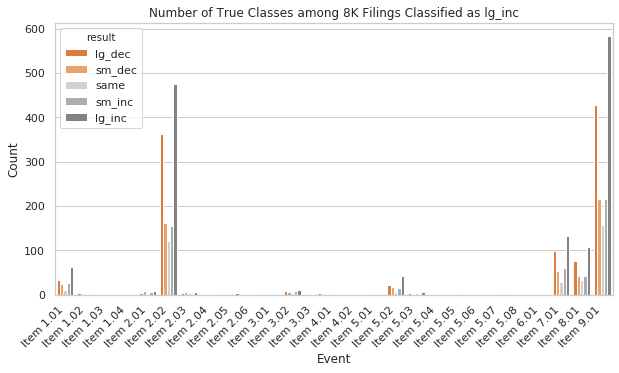 Number of True Classes among 8K Filings Classified as lg_inc
result
lg_dec
sm_dec
same
sm_inc
lg_inc
Count
600
500
400
300
200
100
0
Item 1.01
Item 1.02
Item 1.03
Item 1.04
Item 2.01
Item 2.02
Item 2.03
Item 2.04
Item 2.05
Item 2.06
Item 3.01
Item 3.02
Item 3.03
Item 4.01
Item 4.02
Item 5.01
Item 5.02
Item 5.03
Item 5.04
Item 5.05
Item 5.06
Item 5.07
Item 5.08
Item 6.01
Item 7.01
Item 8.01
Item 9.01
Event